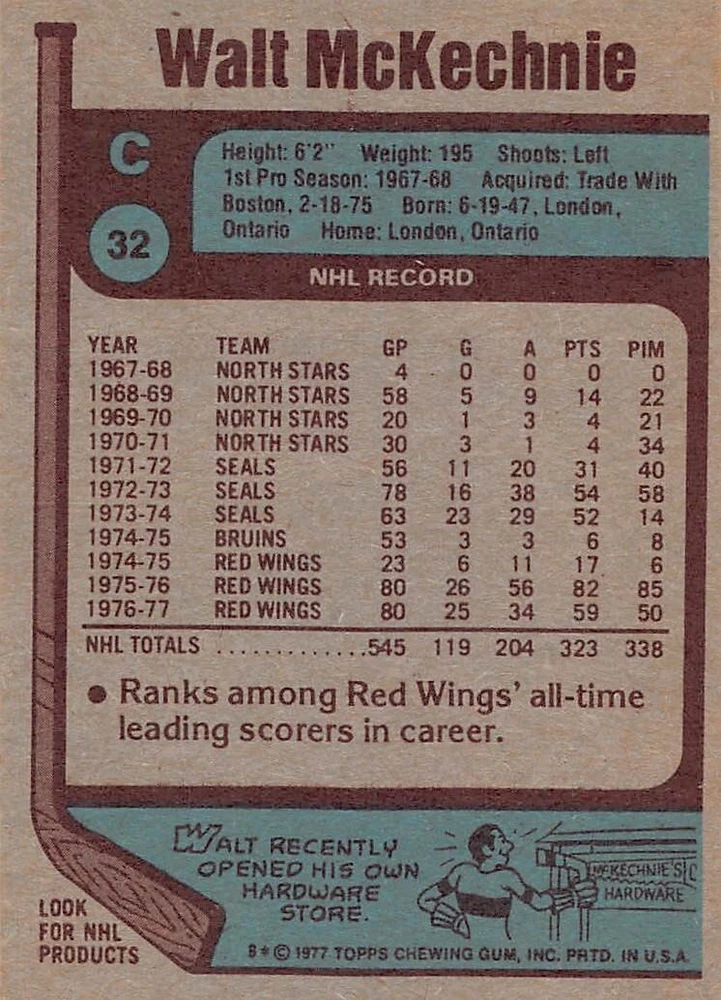 Walt McKechnie
C
32
Height: 6'2" Weight: 195 Shoots: Left
1st Pro Season: 1967-68 Acquired: Trade With
Boston, 2-18-75 Born: 6-19-47, London,
Ontario Home: London, Ontario
NHL RECORD
YEAR TEAM GP G A PTS PIM
1967-68 NORTH STARS 4 0 0 0 0
1968-69 NORTH STARS 58 5 9 14 22
1969-70 NORTH STARS 20 1 3 4 21
1970-71 NORTH STARS 30 3 1 4 34
1971-72 SEALS 56 11 20 31 40
1972-73 SEALS 78 16 38 54 58
1973-74 SEALS 63 23 29 52 14
1974-75 BRUINS 53 3 3 6 8
1974-75 RED WINGS 23 6 11 17 6
1975-76 RED WINGS 80 26 56 82 85
1976-77 RED WINGS 80 25 34 59 50
NHL TOTALS .............545 119 204 323 338
● Ranks among Red Wings' all-time
leading scorers in career.
WALT RECENTLY
OPENED HIS OWN
HARDWARE
STORE.
McKECHNIE'S
HARDWARE
LOOK
FOR NHL
PRODUCTS
B*© 1977 TOPPS CHEWING GUM, INC. PRTD. IN U.S.A.